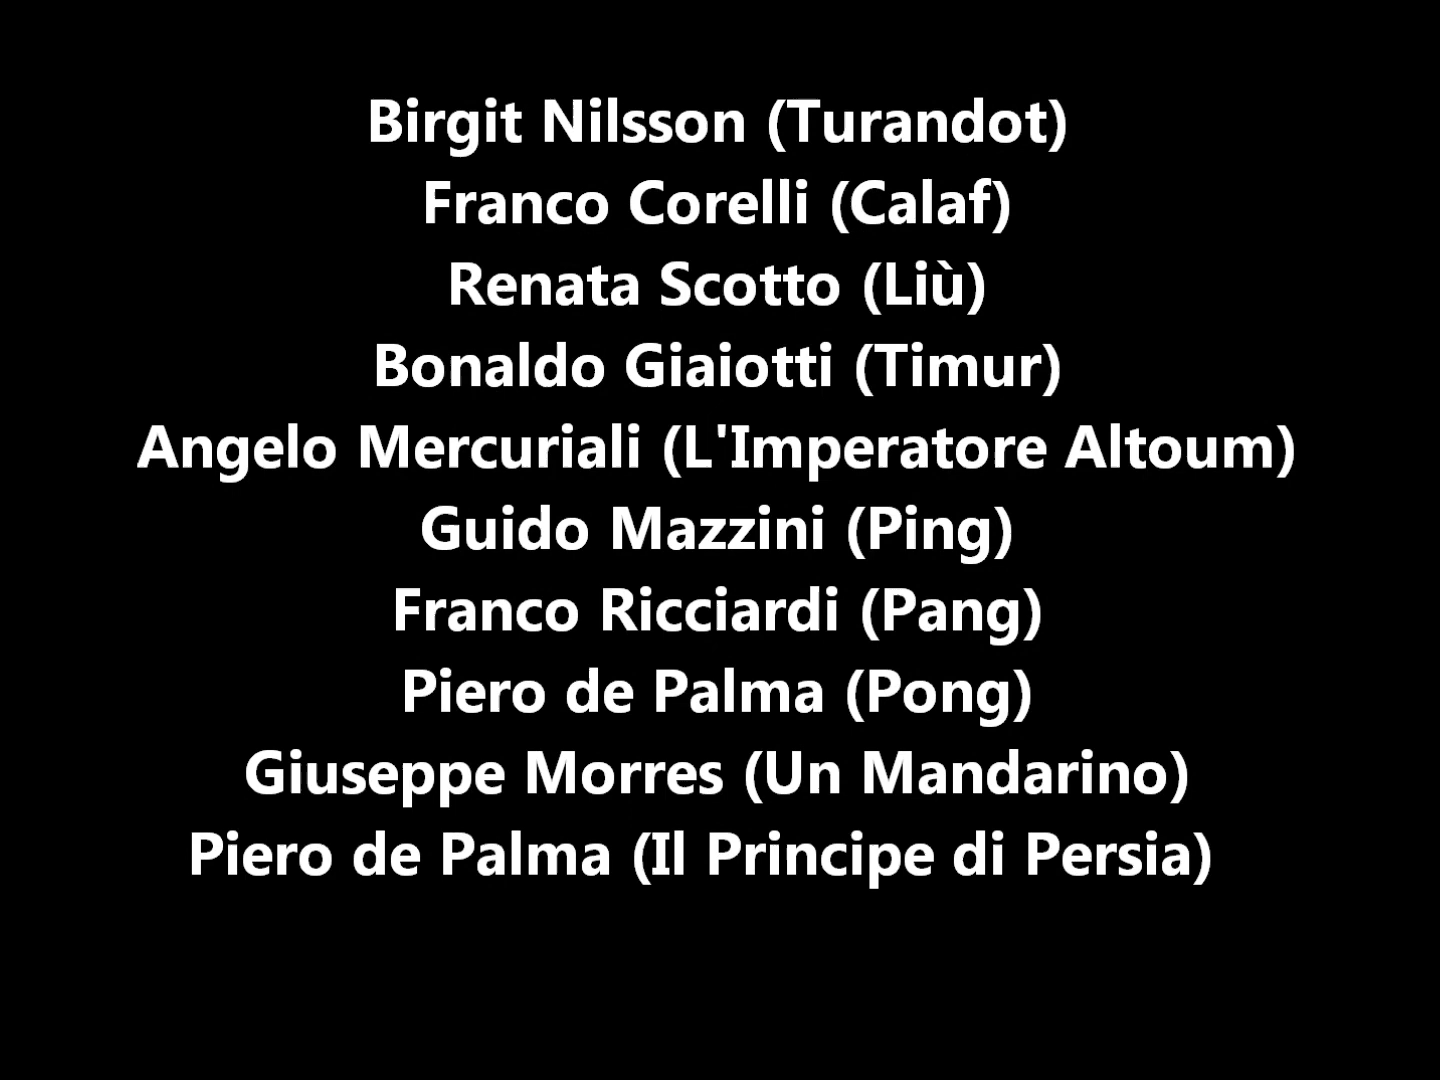 Birgit Nilsson (Turandot)
Franco Corelli (Calaf)
Renata Scotto (Liù)
Bonaldo Giaiotti (Timur)
Angelo Mercuriali (L'Imperatore Altoum)
Guido Mazzini (Ping)
Franco Ricciardi (Pang)
Piero de Palma (Pong)
Giuseppe Morres (Un Mandarino)
Piero de Palma (Il Principe di Persia)